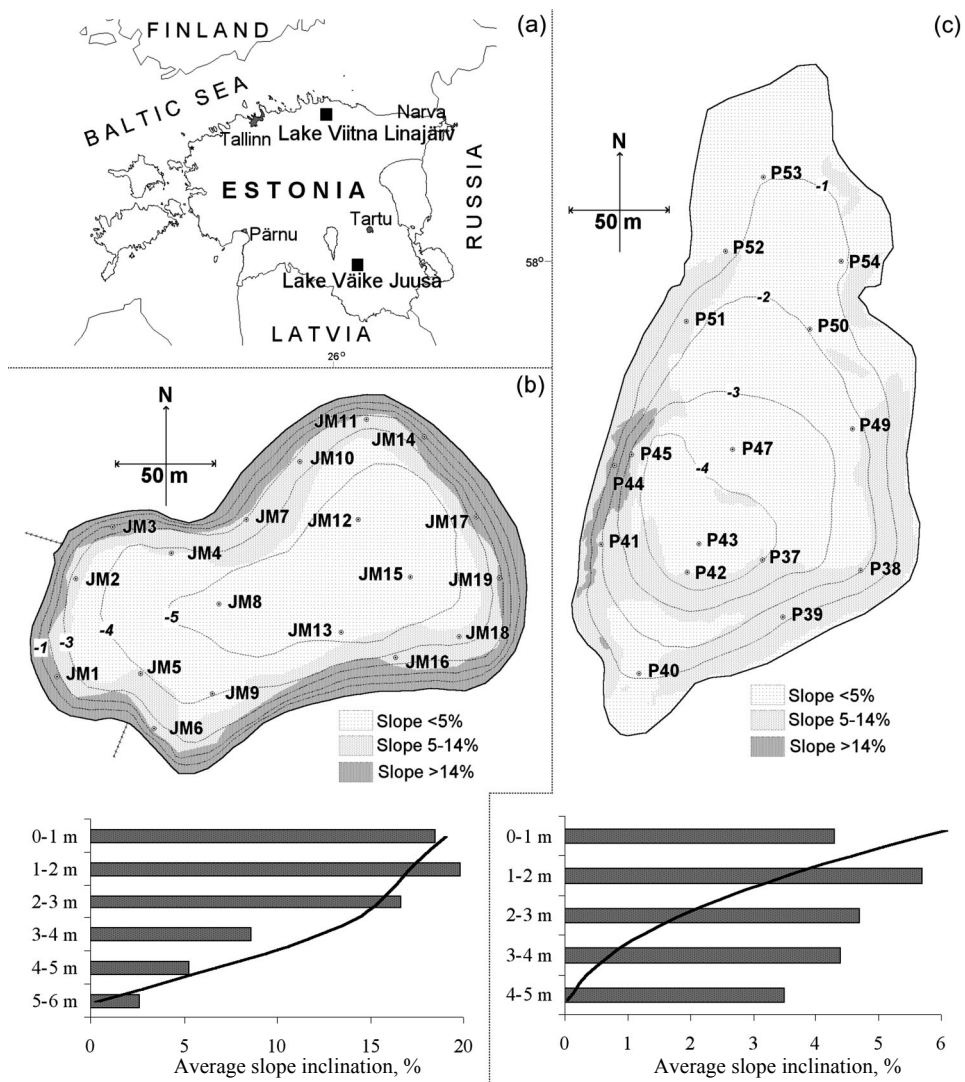 (a)
FINLAND
BALTIC SEA
Narva
Tallinn
Lake Viitna Linajärv
ESTONIA
RUSSIA
Tartu
Pärnu
Lake Väike Juusa
LATVIA
58°
26°
(b)
N
50 m
JM11
JM14
JM10
JM3
JM7
JM12
JM17
JM4
JM2
JM15
JM19
JM8
-5
-4
-3
-1
JM13
JM18
JM16
JM1
JM5
JM9
JM6
Slope <5%
Slope 5-14%
Slope >14%
(c)
N
50 m
P53
-1
P52
P54
-2
P51
P50
-3
P49
P45
P47
-4
P44
P41
P43
P37
P42
P38
P39
P40
Slope <5%
Slope 5-14%
Slope >14%
0-1 m
1-2 m
2-3 m
3-4 m
4-5 m
5-6 m
0 5 10 15 20
Average slope inclination, %
0-1 m
1-2 m
2-3 m
3-4 m
4-5 m
0 1 2 3 4 5 6
Average slope inclination, %